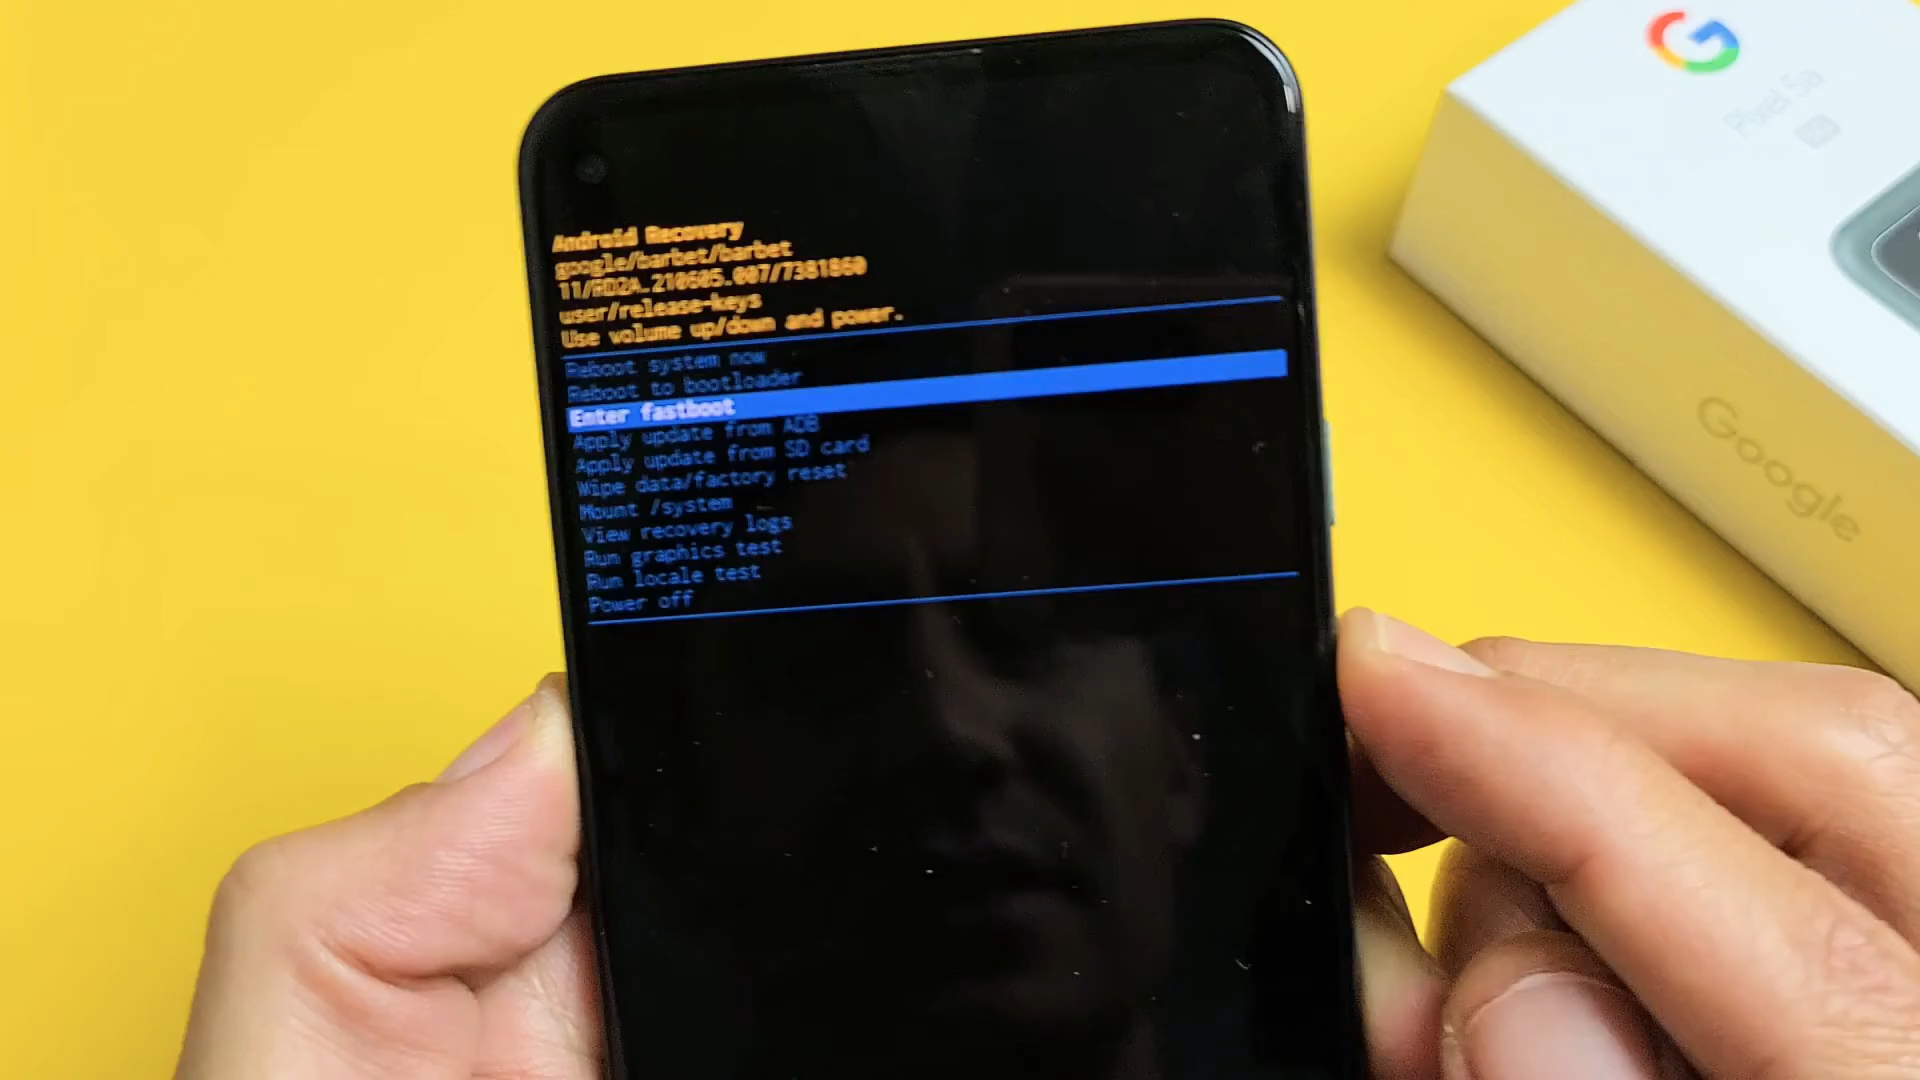 Android Recovery
google/barbet/barbet
11/RD2A.210605.007/7381860
user/release-keys
Use volume up/down and power.
Reboot system now
Reboot to bootloader
Enter fastboot
Apply update from ADB
Apply update from SD card
Wipe data/factory reset
Mount /system
View recovery logs
Run graphics test
Run locale test
Power off
G
Pixel 5a
Google